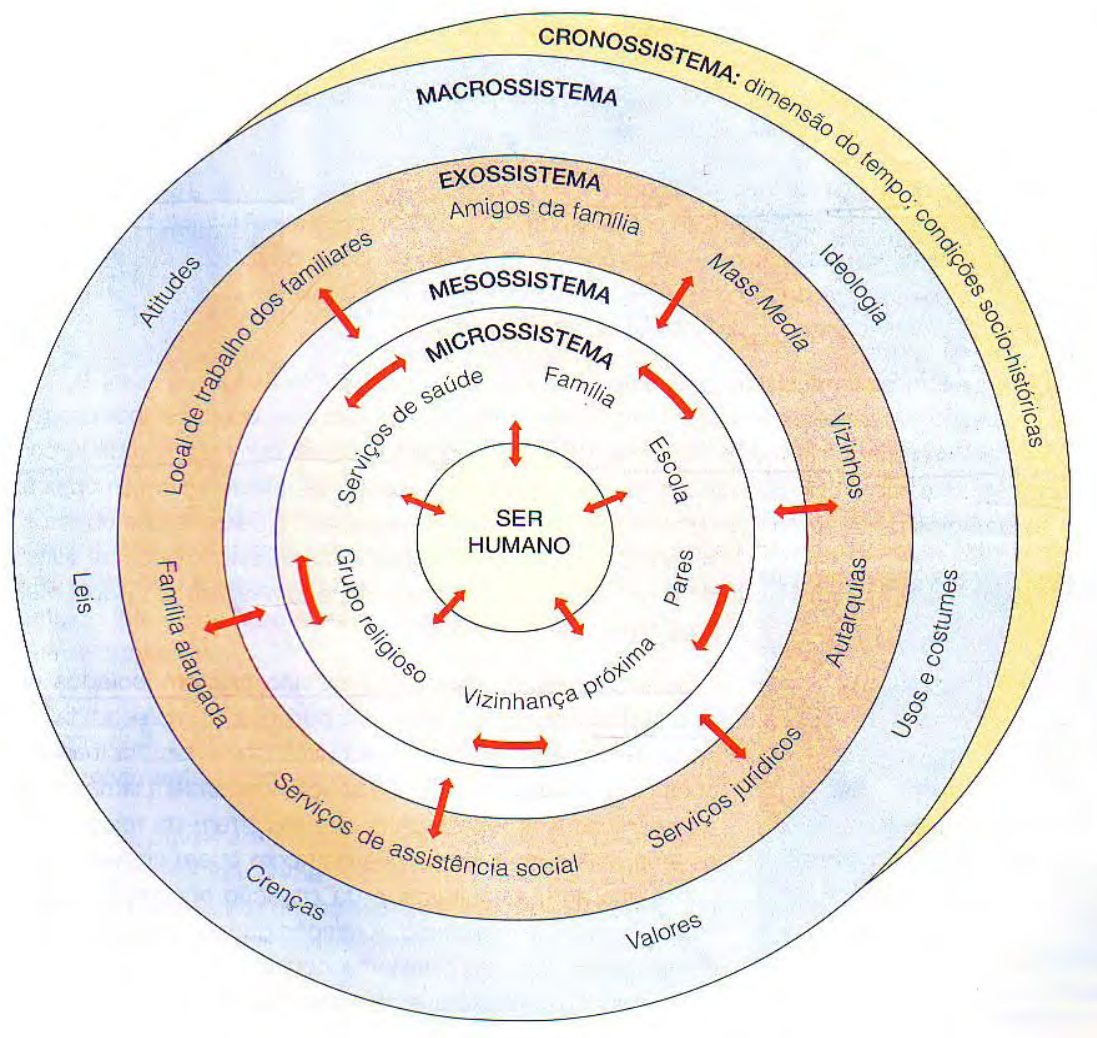 CRONOSSISTEMA: dimensão do tempo; condições socio-históricas
MACROSSISTEMA
Atitudes
Ideologia
Leis
Usos e costumes
Crenças
Valores
EXOSSISTEMA
Amigos da família
Local de trabalho dos familiares
Mass Media
Vizinhos
Família alargada
Autarquias
Serviços de assistência social
Serviços jurídicos
MESOSSISTEMA
MICROSSISTEMA
Serviços de saúde
Família
Escola
Grupo religioso
Pares
Vizinhança próxima
SER
HUMANO